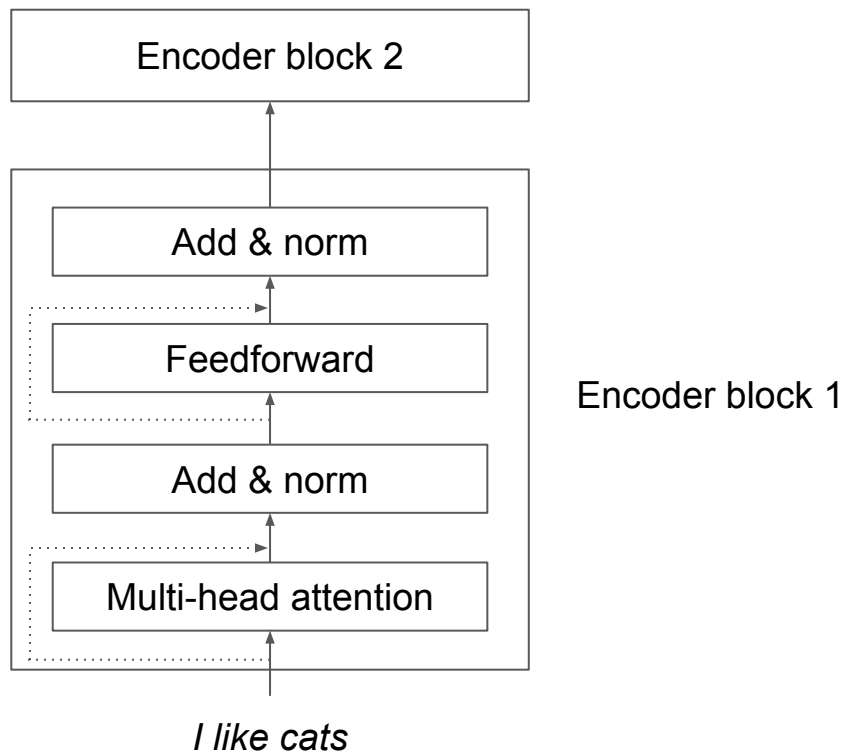 Encoder block 2
Add & norm
Feedforward
Encoder block 1
Add & norm
Multi-head attention
I like cats